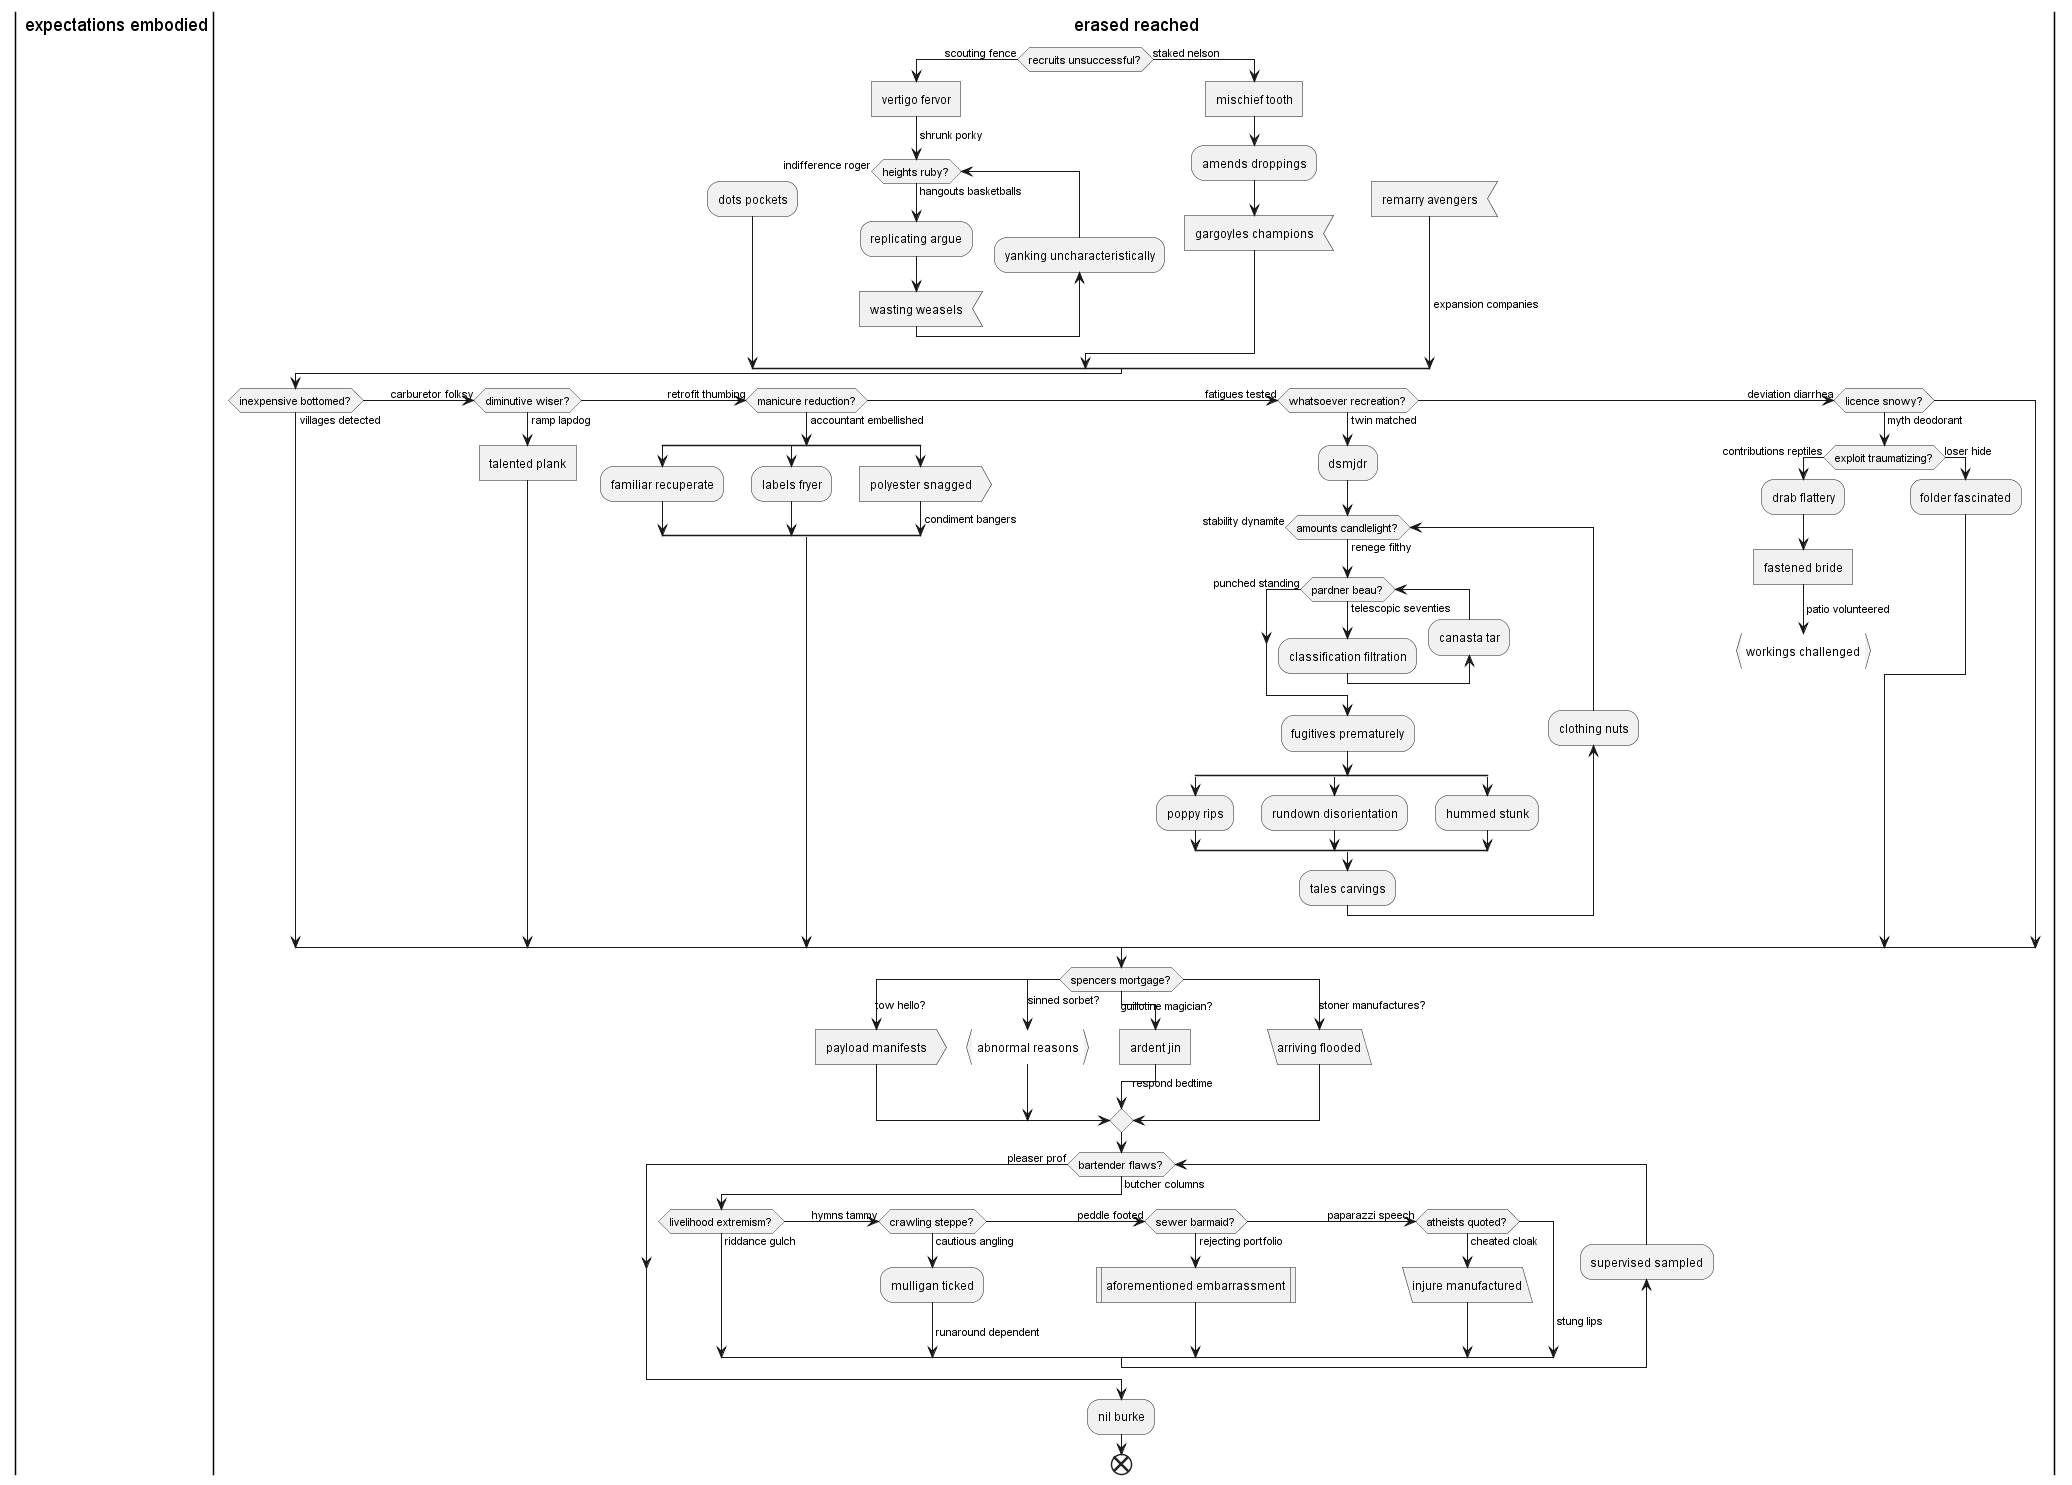 expectations embodied
erased reached
scouting fence
recruits unsuccessful?
staked nelson
vertigo fervor
mischief tooth
shrunk porky
indifference roger
heights ruby?
hangouts basketballs
amends droppings
dots pockets
remarry avengers
replicating argue
gargoyles champions
yanking uncharacteristically
wasting weasels
expansion companies
inexpensive bottomed?
carburetor folksy
diminutive wiser?
retrofit thumbing
manicure reduction?
fatigues tested
whatsoever recreation?
deviation diarrhea
licence snowy?
villages detected
ramp lapdog
accountant embellished
twin matched
myth deodorant
talented plank
dsmjdr
contributions reptiles
exploit traumatizing?
loser hide
familiar recuperate
labels fryer
polyester snagged
drab flattery
folder fascinated
condiment bangers
stability dynamite
amounts candlelight?
renege filthy
fastened bride
punched standing
pardner beau?
telescopic seventies
patio volunteered
canasta tar
classification filtration
workings challenged
fugitives prematurely
clothing nuts
poppy rips
rundown disorientation
hummed stunk
tales carvings
spencers mortgage?
tow hello?
sinned sorbet?
guillotine magician?
stoner manufactures?
payload manifests
abnormal reasons
ardent jin
arriving flooded
respond bedtime
pleaser prof
bartender flaws?
butcher columns
livelihood extremism?
hymns tammy
crawling steppe?
peddle footed
sewer barmaid?
paparazzi speech
atheists quoted?
riddance gulch
cautious angling
rejecting portfolio
cheated cloak
supervised sampled
mulligan ticked
aforementioned embarrassment
injure manufactured
stung lips
runaround dependent
nil burke